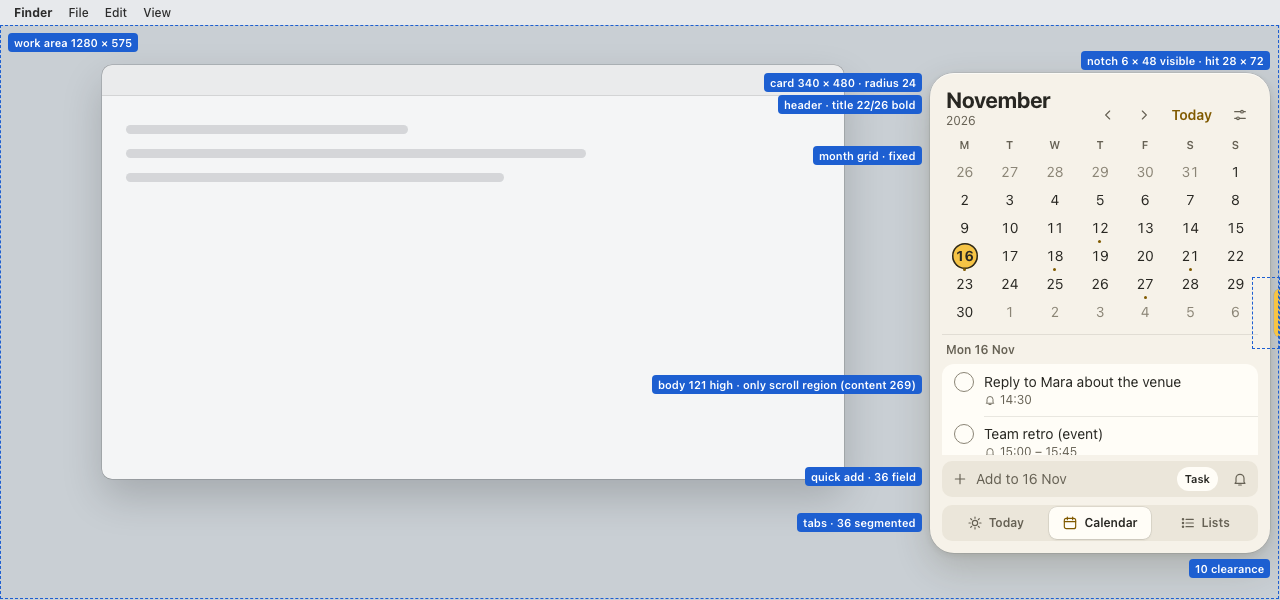 Finder File Edit View
work area 1280 × 575
notch 6 × 48 visible · hit 28 × 72
card 340 × 480 · radius 24
header · title 22/26 bold
month grid · fixed
body 121 high · only scroll region (content 269)
quick add · 36 field
tabs · 36 segmented
10 clearance
November
2026
Today
M T W T F S S
26 27 28 29 30 31 1
2 3 4 5 6 7 8
9 10 11 12 13 14 15
16 17 18 19 20 21 22
23 24 25 26 27 28 29
30 1 2 3 4 5 6
Mon 16 Nov
Reply to Mara about the venue
14:30
Team retro (event)
15:00 – 15:45
Add to 16 Nov Task
Today Calendar Lists